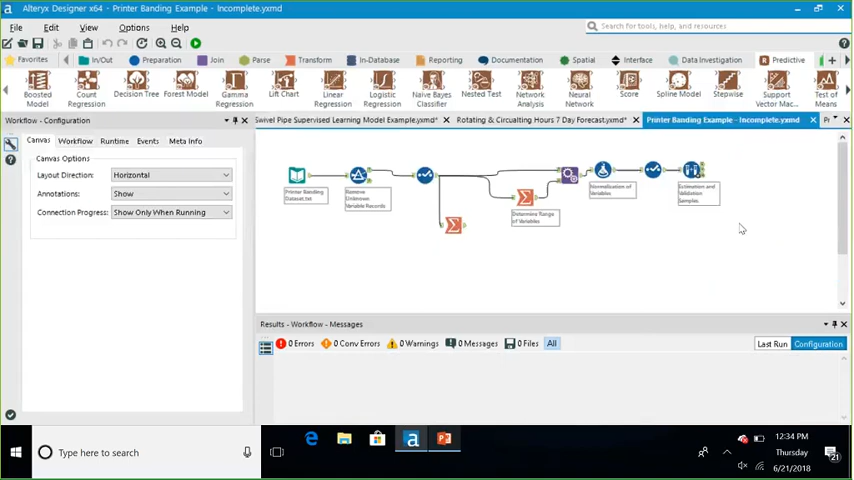 Alteryx Designer x64 - Printer Banding Example - Incomplete.yxmd
File Edit View Options Help
Search for tools, help, and resources
Favorites In/Out Preparation Join Parse Transform In-Database Reporting Documentation Spatial Interface Data Investigation Predictive
Boosted Model
Count Regression
Decision Tree
Forest Model
Gamma Regression
Lift Chart
Linear Regression
Logistic Regression
Naive Bayes Classifier
Nested Test
Network Analysis
Neural Network
Score
Spline Model
Stepwise
Support Vector Mac...
Test of Means
Workflow - Configuration
Swivel Pipe Supervised Learning Model Example.yxmd*
Rotating & Circulating Hours 7 Day Forecast.yxmd*
Printer Banding Example - Incomplete.yxmd
Canvas Workflow Runtime Events Meta Info
Canvas Options
Layout Direction: Horizontal
Annotations: Show
Connection Progress: Show Only When Running
Printer Banding
Dataset.txt
Remove
Unknown
Variable Records
Determine Range
of Variables
Normalisation of
Variables
Estimation and
Validation
Samples.
Results - Workflow - Messages
0 Errors 0 Conv Errors 0 Warnings 0 Messages 0 Files All
Last Run Configuration
Type here to search
12:34 PM
Thursday
6/21/2018
21